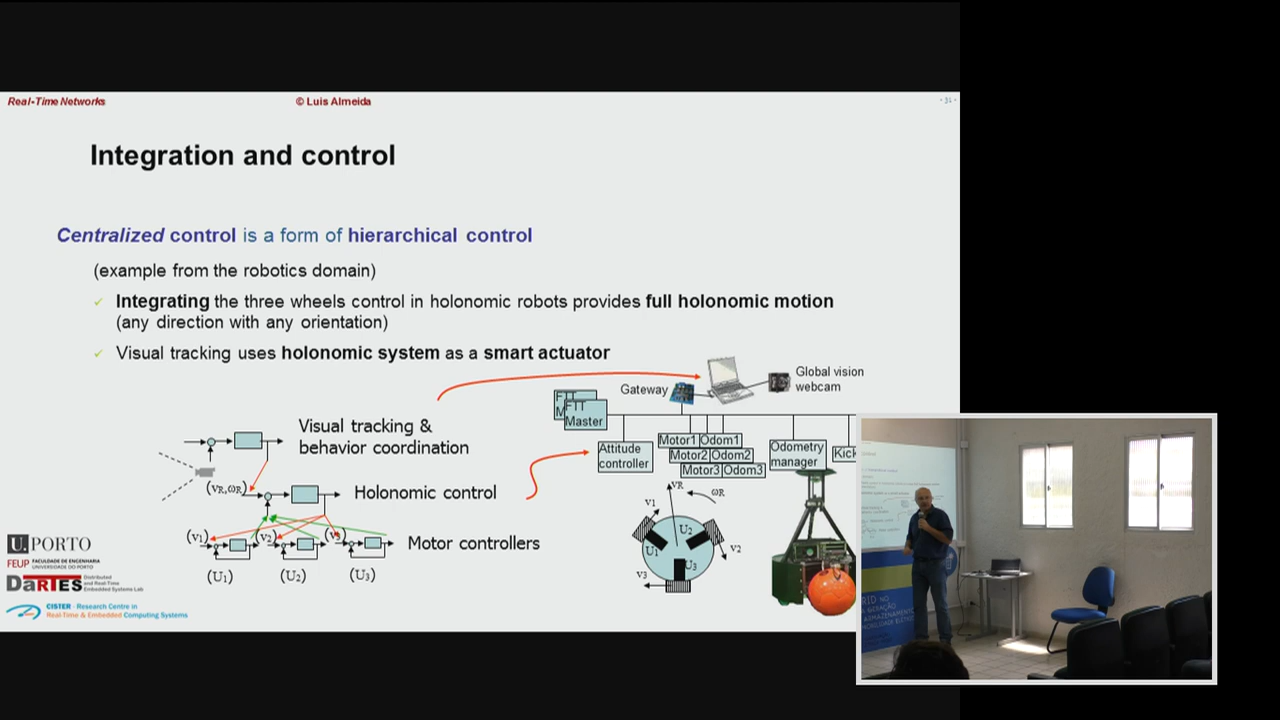 Real-Time Networks
© Luis Almeida
Integration and control
Centralized control is a form of hierarchical control
(example from the robotics domain)
✓ Integrating the three wheels control in holonomic robots provides full holonomic motion
(any direction with any orientation)
✓ Visual tracking uses holonomic system as a smart actuator
Global vision
webcam
Gateway
FTT
M
FTT
Master
Visual tracking &
behavior coordination
Attitude
controller
Motor1 Odom1
Motor2 Odom2
Motor3 Odom3
Odometry
manager
Kick
(vR,ωR)
Holonomic control
vR
ωR
v1
U1
U2
U3
v2
v3
(v1)
(v2)
Motor controllers
(U1)
(U2)
(U3)
U.PORTO
FEUP FACULDADE DE ENGENHARIA
UNIVERSIDADE DO PORTO
DaRTES Distributed
and Real-Time
Embedded Systems Lab
CISTER - Research Centre in
Real-Time & Embedded Computing Systems